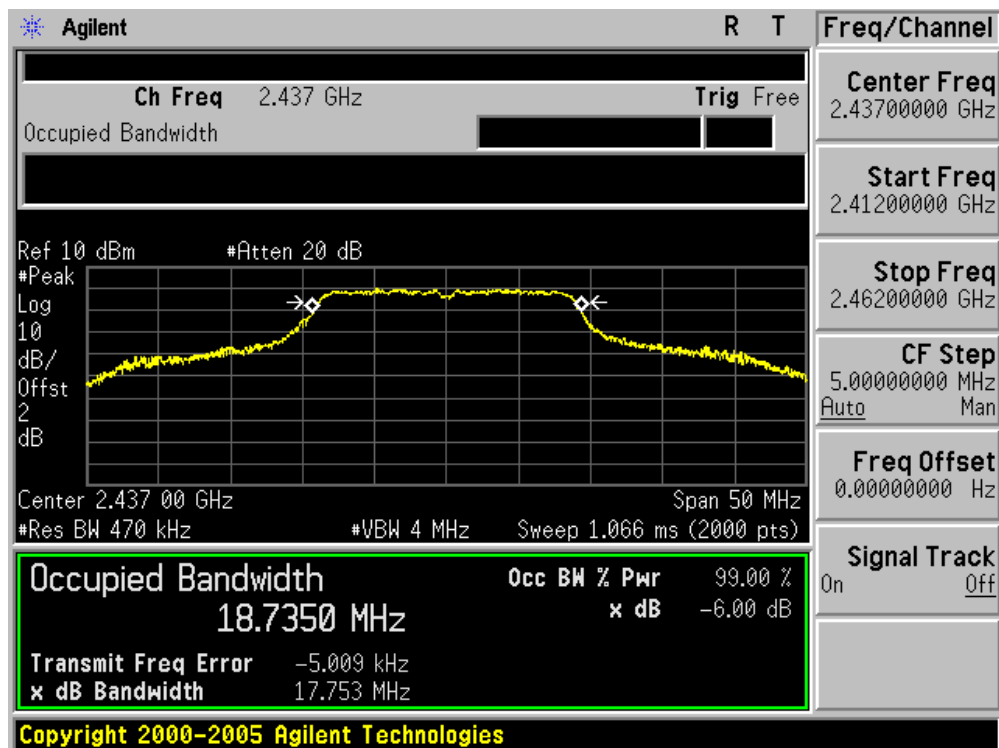 Agilent R T
Freq/Channel
Ch Freq 2.437 GHz Trig Free
Occupied Bandwidth
Ref 10 dBm #Atten 20 dB
#Peak
Log
10
dB/
Offst
2
dB
Center 2.437 00 GHz Span 50 MHz
#Res BW 470 kHz #VBW 4 MHz Sweep 1.066 ms (2000 pts)
Occupied Bandwidth
18.7350 MHz
Occ BW % Pwr 99.00 %
x dB -6.00 dB
Transmit Freq Error -5.009 kHz
x dB Bandwidth 17.753 MHz
Center Freq
2.43700000 GHz
Start Freq
2.41200000 GHz
Stop Freq
2.46200000 GHz
CF Step
5.00000000 MHz
Auto Man
Freq Offset
0.00000000 Hz
Signal Track
On Off
Copyright 2000-2005 Agilent Technologies